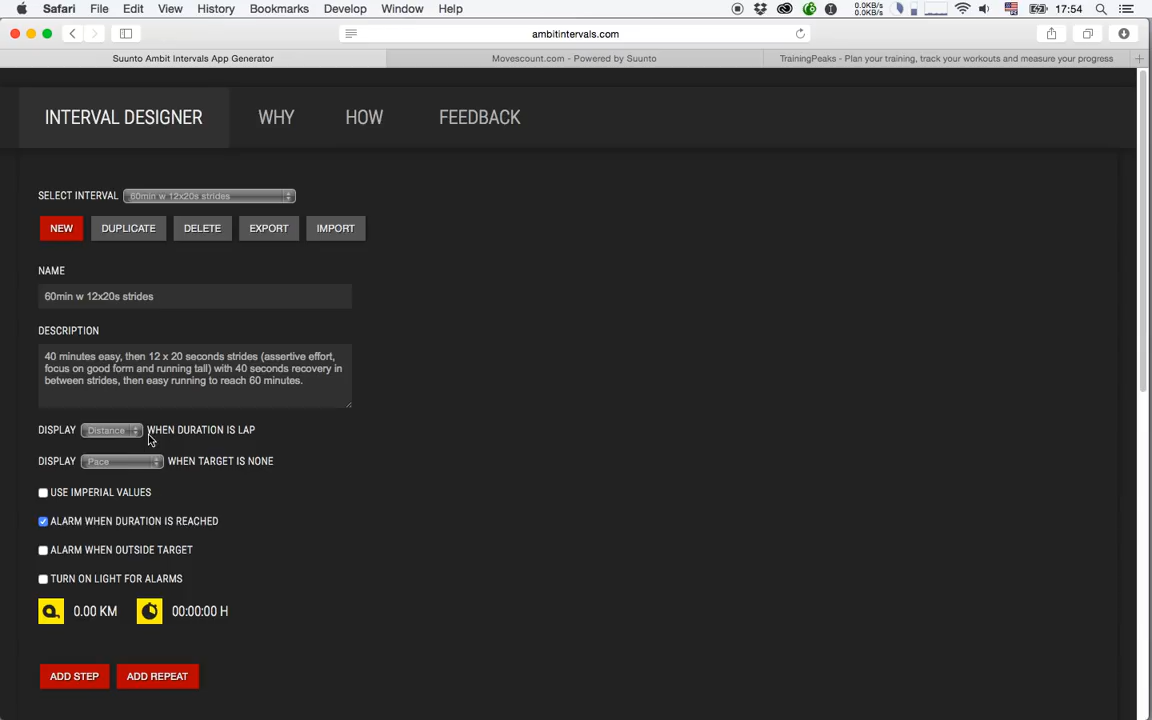 Safari File Edit View History Bookmarks Develop Window Help 0.0KB/s 0.0KB/s 17:54
ambitintervals.com
Suunto Ambit Intervals App Generator Movescount.com - Powered by Suunto TrainingPeaks - Plan your training, track your workouts and measure your progress
INTERVAL DESIGNER WHY HOW FEEDBACK
SELECT INTERVAL 60min w 12x20s strides
NEW DUPLICATE DELETE EXPORT IMPORT
NAME
60min w 12x20s strides
DESCRIPTION
40 minutes easy, then 12 x 20 seconds strides (assertive effort,
focus on good form and running tall) with 40 seconds recovery in
between strides, then easy running to reach 60 minutes.
DISPLAY Distance WHEN DURATION IS LAP
DISPLAY Pace WHEN TARGET IS NONE
USE IMPERIAL VALUES
ALARM WHEN DURATION IS REACHED
ALARM WHEN OUTSIDE TARGET
TURN ON LIGHT FOR ALARMS
0.00 KM 00:00:00 H
ADD STEP ADD REPEAT